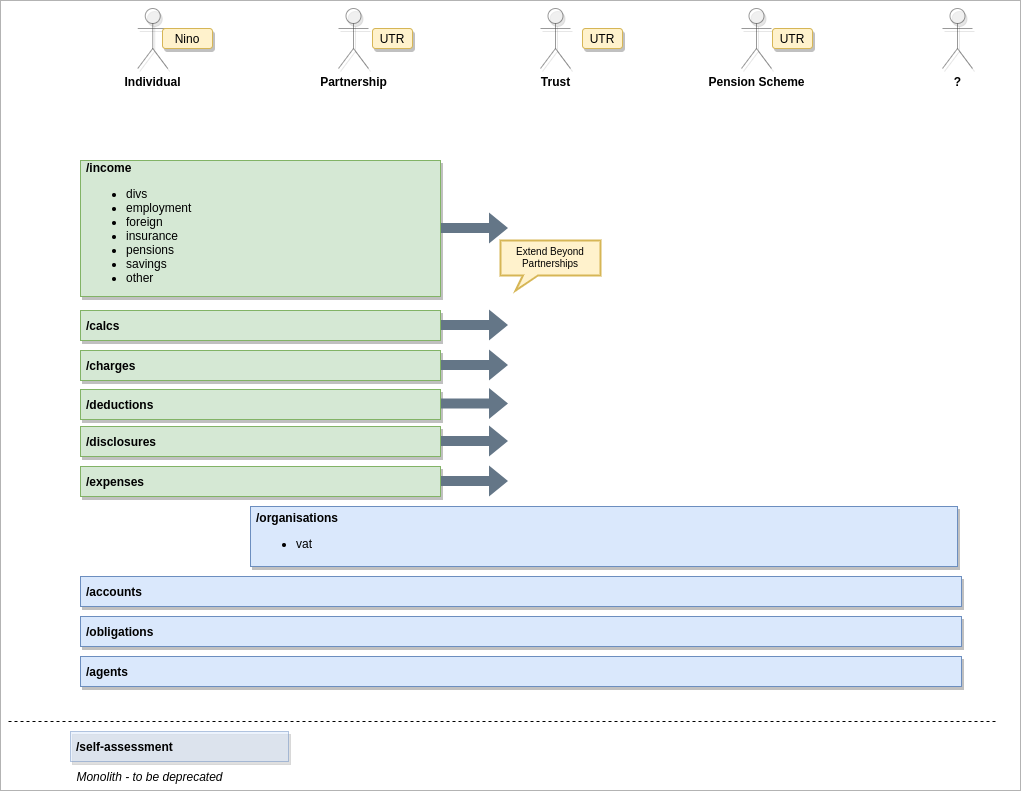 Nino
UTR
UTR
UTR
Individual
Partnership
Trust
Pension Scheme
?
/income
divs
employment
foreign
insurance
pensions
savings
other
Extend Beyond
Partnerships
/calcs
/charges
/deductions
/disclosures
/expenses
/organisations
vat
/accounts
/obligations
/agents
/self-assessment
Monolith - to be deprecated